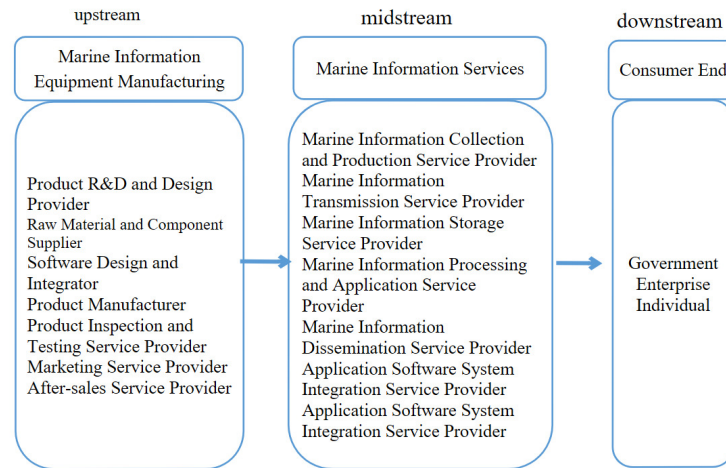 upstream
Marine Information
Equipment Manufacturing
Product R&D and Design
Provider
Raw Material and Component
Supplier
Software Design and
Integrator
Product Manufacturer
Product Inspection and
Testing Service Provider
Marketing Service Provider
After-sales Service Provider
midstream
Marine Information Services
Marine Information Collection
and Production Service Provider
Marine Information
Transmission Service Provider
Marine Information Storage
Service Provider
Marine Information Processing
and Application Service
Provider
Marine Information
Dissemination Service Provider
Application Software System
Integration Service Provider
Application Software System
Integration Service Provider
downstream
Consumer End
Government
Enterprise
Individual